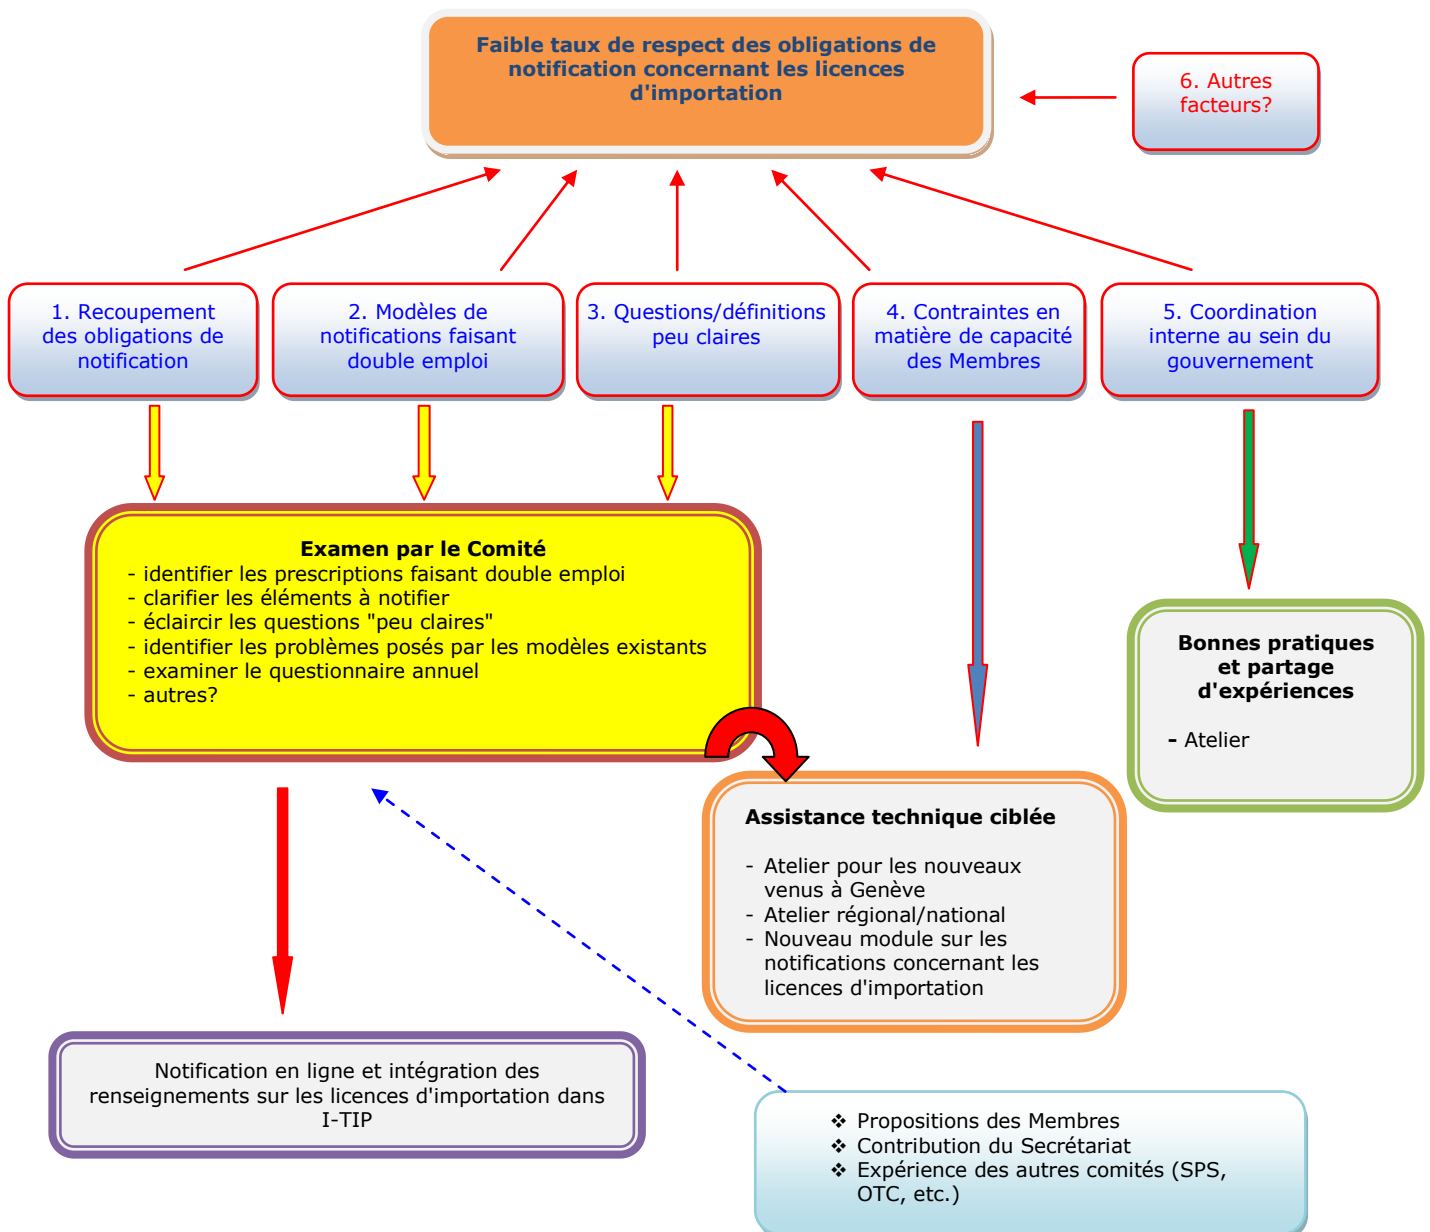 Faible taux de respect des obligations de
notification concernant les licences
d'importation
6. Autres
facteurs?
1. Recoupement
des obligations de
notification
2. Modèles de
notifications faisant
double emploi
3. Questions/définitions
peu claires
4. Contraintes en
matière de capacité
des Membres
5. Coordination
interne au sein du
gouvernement
Examen par le Comité
- identifier les prescriptions faisant double emploi
- clarifier les éléments à notifier
- éclaircir les questions "peu claires"
- identifier les problèmes posés par les modèles existants
- examiner le questionnaire annuel
- autres?
Bonnes pratiques
et partage
d'expériences
- Atelier
Assistance technique ciblée
- Atelier pour les nouveaux
venus à Genève
- Atelier régional/national
- Nouveau module sur les
notifications concernant les
licences d'importation
Notification en ligne et intégration des
renseignements sur les licences d'importation dans
I-TIP
❖ Propositions des Membres
❖ Contribution du Secrétariat
❖ Expérience des autres comités (SPS,
OTC, etc.)